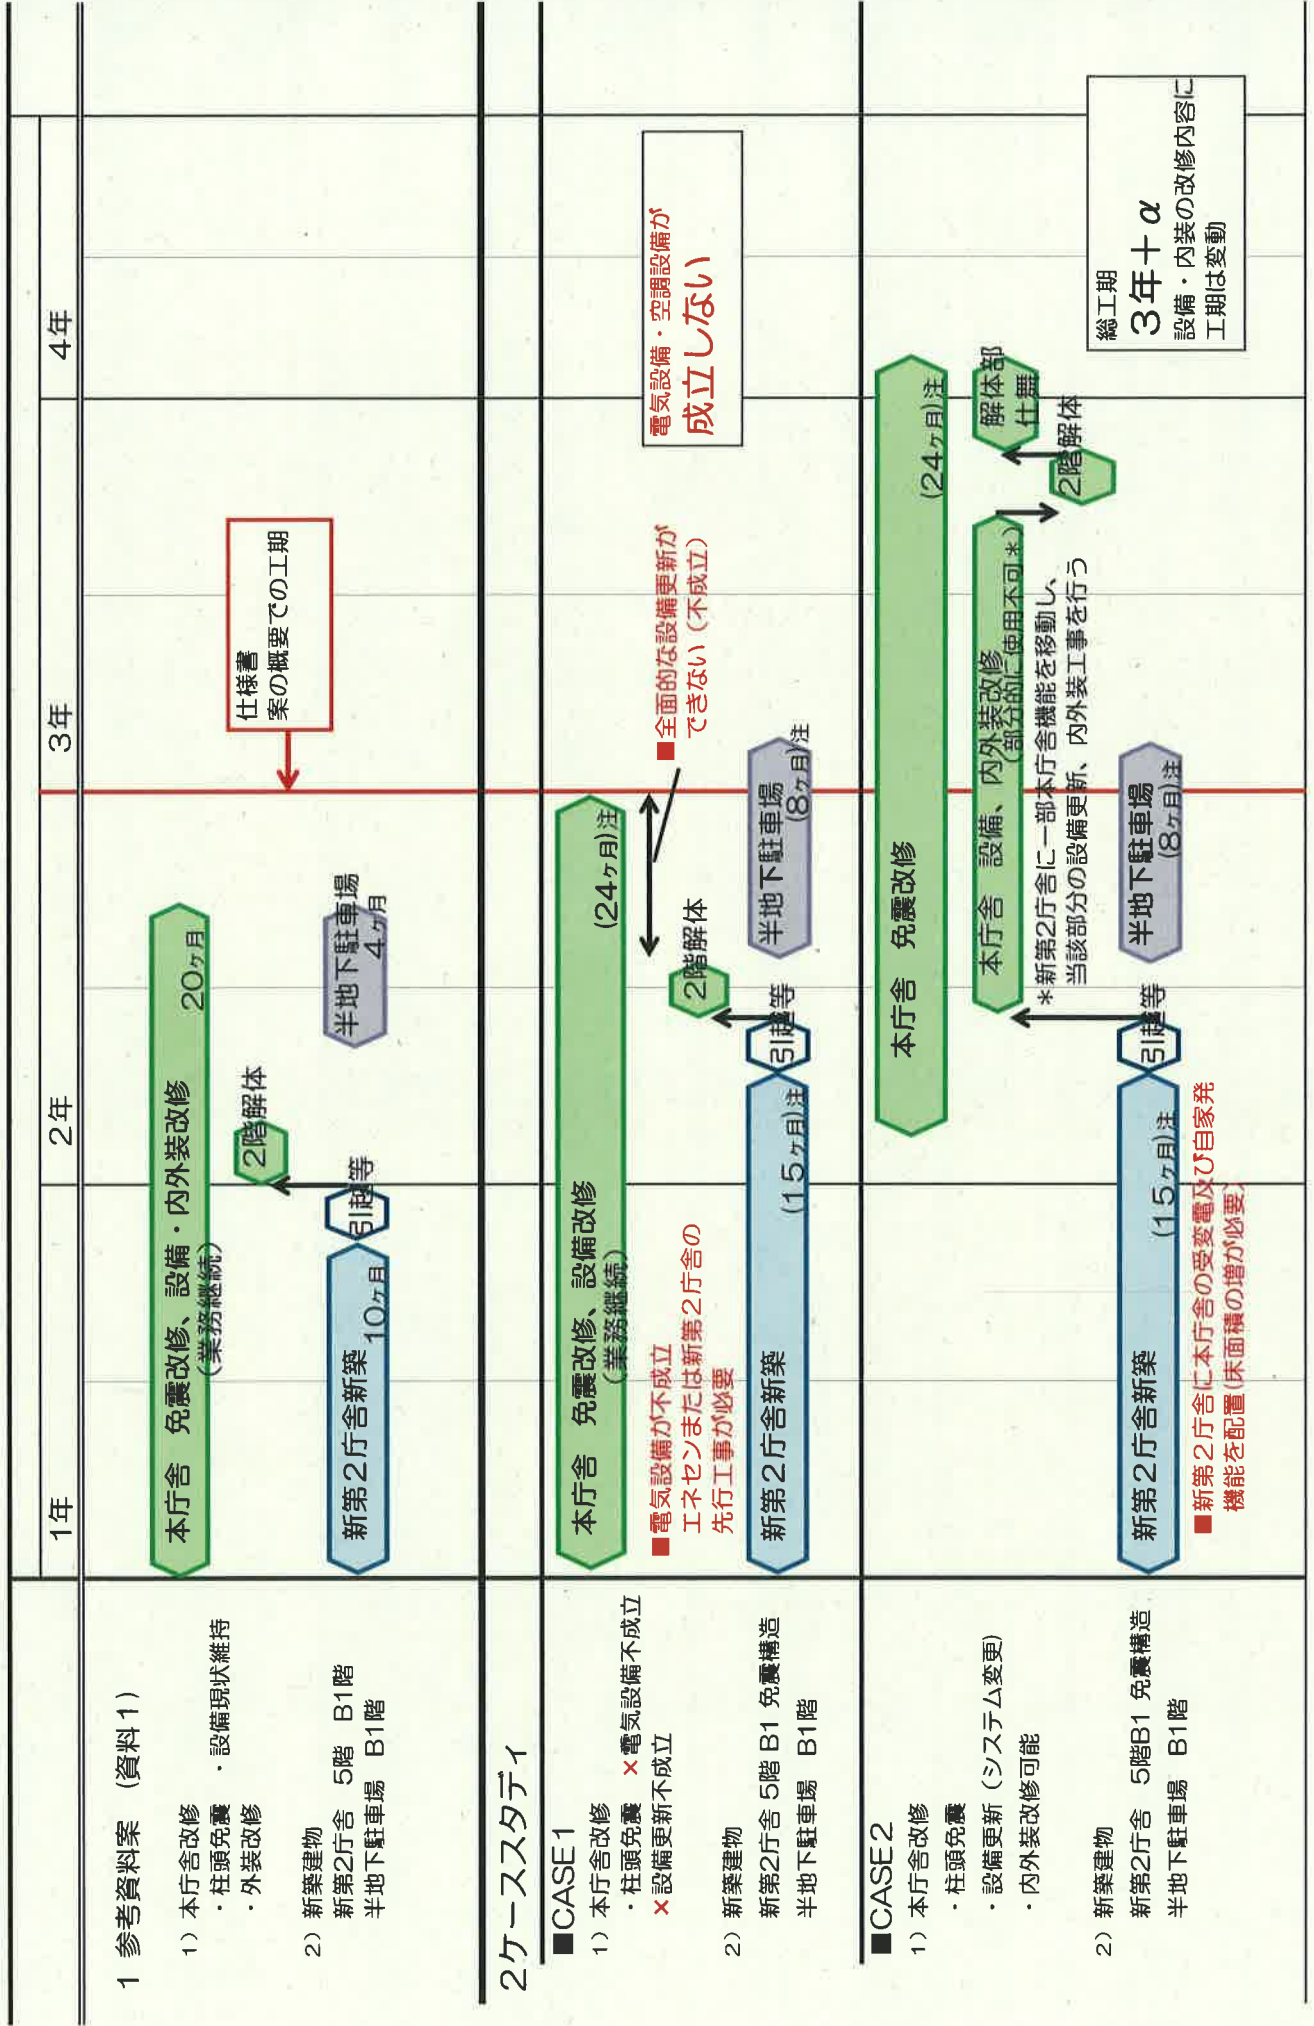 1年
2年
3年
4年
1 参考資料案 (資料1)
1）本庁舎改修
・柱頭免震 ・設備現状維持
・外装改修
2）新築建物
新第2庁舎 5階 B1階
半地下駐車場 B1階
本庁舎 免震改修、設備・内外装改修
(業務継続)
20ヶ月
2階解体
新第2庁舎新築
10ヶ月
引越等
半地下駐車場
4ヶ月
仕様書
案の概要での工期
2ケーススタディ
■CASE1
1）本庁舎改修
・柱頭免震 ×電気設備不成立
×設備更新不成立
2）新築建物
新第2庁舎 5階 B1 免震構造
半地下駐車場 B1階
本庁舎 免震改修、設備改修
(業務継続)
(24ヶ月)注
■電気設備が不成立
エネセンまたは新第2庁舎の
先行工事が必要
2階解体
新第2庁舎新築
(15ヶ月)注
引越等
半地下駐車場
(8ヶ月)注
■全面的な設備更新が
できない（不成立）
電気設備・空調設備が
成立しない
■CASE2
1）本庁舎改修
・柱頭免震
・設備更新（システム変更）
・内外装改修可能
2）新築建物
新第2庁舎 5階B1 免震構造
半地下駐車場 B1階
本庁舎 免震改修
(24ヶ月)注
本庁舎 設備、内外装改修
(部分的に使用不可＊)
2階解体
解体部
仕舞
＊新第2庁舎に一部本庁舎機能を移動し、
当該部分の設備更新、内外装工事を行う
新第2庁舎新築
(15ヶ月)注
引越等
半地下駐車場
(8ヶ月)注
■新第2庁舎に本庁舎の受変電及び自家発
機能を配置(床面積の増が必要)
総工期
3年＋α
設備・内装の改修内容に
工期は変動